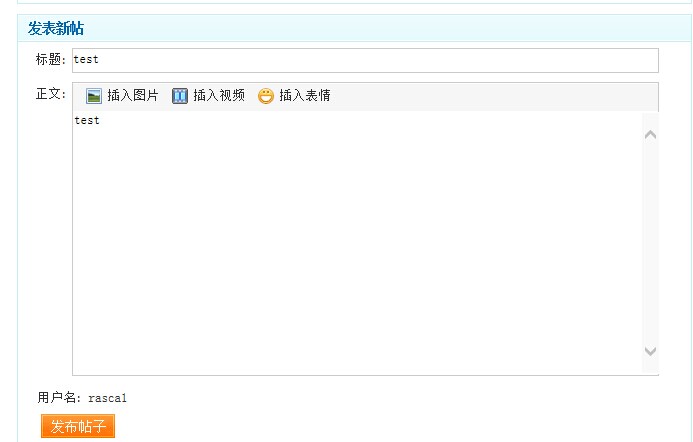 发表新帖
标题: test
正文: 插入图片 插入视频 插入表情
test
用户名: rascal
发布帖子